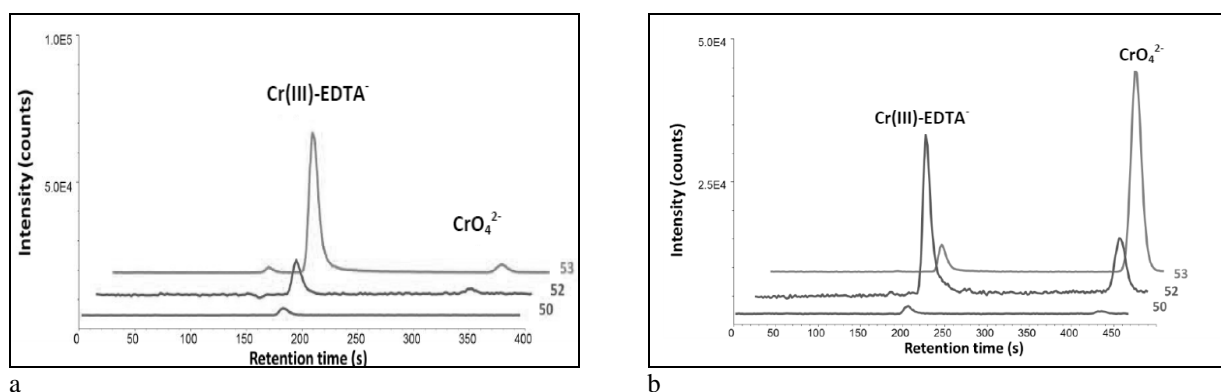 1.0E5
Intensity (counts)
5.0E4
Cr(III)-EDTA⁻
CrO₄²⁻
53
52
50
0 50 100 150 200 250 300 350 400
Retention time (s)
a
5.0E4
Intensity (counts)
2.5E4
Cr(III)-EDTA⁻
CrO₄²⁻
53
52
50
0 50 100 150 200 250 300 350 400 450
Retention time (s)
b